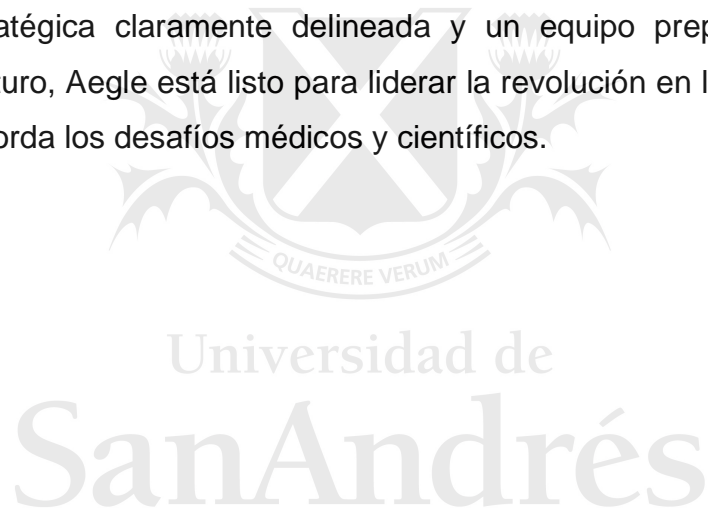 atégica claramente delineada y un equipo prep
turo, Aegle está listo para liderar la revolución en l
orda los desafíos médicos y científicos.
QUAERERE VERUM
Universidad de
SanAndrés